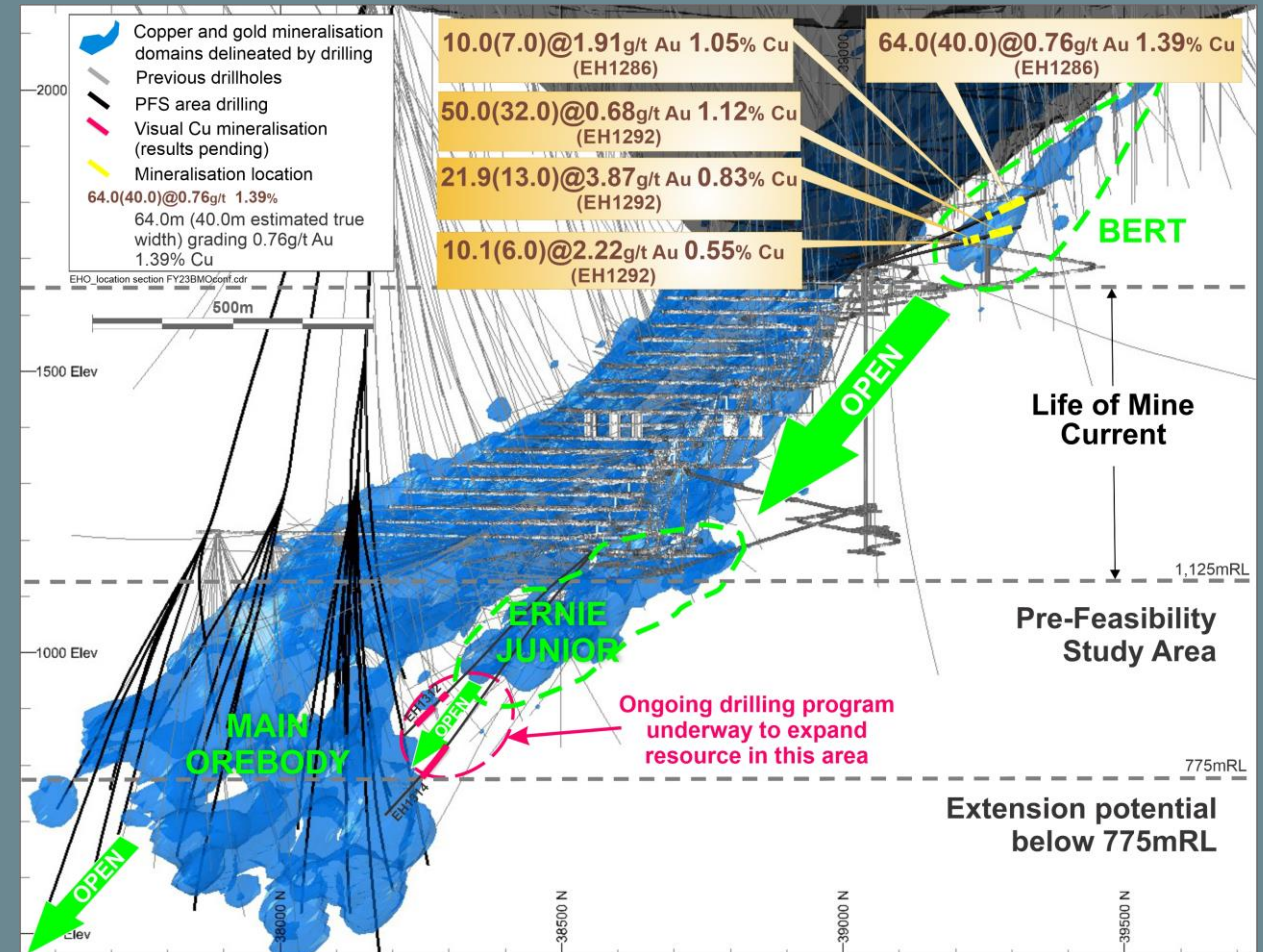 Copper and gold mineralisation
domains delineated by drilling
Previous drillholes
PFS area drilling
Visual Cu mineralisation
(results pending)
Mineralisation location
64.0(40.0)@0.76g/t 1.39%
64.0m (40.0m estimated true
width) grading 0.76g/t Au
1.39% Cu
EHO_location section FY23BMOconf.cdr
500m
10.0(7.0)@1.91g/t Au 1.05% Cu
(EH1286)
64.0(40.0)@0.76g/t Au 1.39% Cu
(EH1286)
50.0(32.0)@0.68g/t Au 1.12% Cu
(EH1292)
21.9(13.0)@3.87g/t Au 0.83% Cu
(EH1292)
10.1(6.0)@2.22g/t Au 0.55% Cu
(EH1292)
2000
39000
BERT
1500 Elev
OPEN
Life of Mine
Current
1,125mRL
Pre-Feasibility
Study Area
1000 Elev
ERNIE
JUNIOR
EH1312
OPEN
Ongoing drilling program
underway to expand
resource in this area
MAIN
OREBODY
775mRL
Extension potential
below 775mRL
OPEN
Elev
38000 N
38500 N
39000 N
39500 N